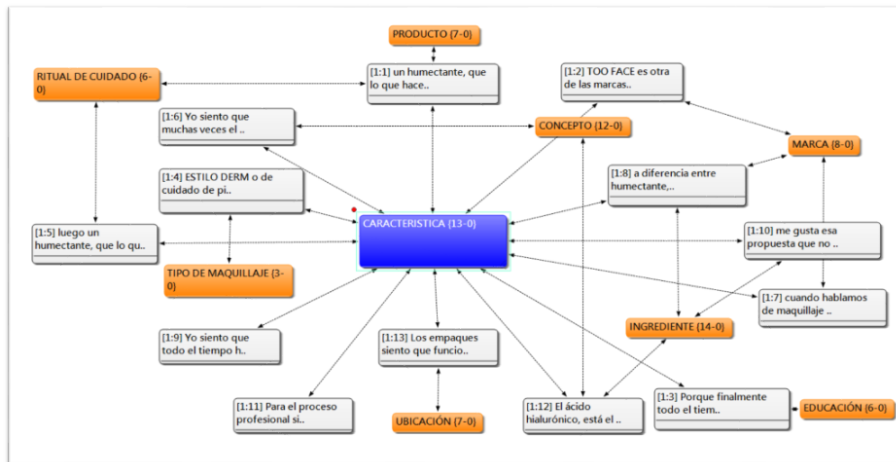 PRODUCTO (7-0)
[1:1] un humectante, que
lo que hace..
[1:2] TOO FACE es otra
de las marcas..
RITUAL DE CUIDADO (6-
0)
[1:6] Yo siento que
muchas veces el ..
CONCEPTO (12-0)
MARCA (8-0)
[1:4] ESTILO DERM o de
cuidado de pi..
[1:8] a diferencia entre
humectante,..
CARACTERISTICA (13-0)
[1:5] luego un
humectante, que lo qu..
[1:10] me gusta esa
propuesta que no ..
TIPO DE MAQUILLAJE (3-
0)
[1:7] cuando hablamos
de maquillaje ..
[1:9] Yo siento que
todo el tiempo h..
[1:13] Los empaques
siento que funcio..
INGREDIENTE (14-0)
[1:11] Para el proceso
profesional si..
UBICACIÓN (7-0)
[1:12] El ácido
hialurónico, está el ..
[1:3] Porque finalmente
todo el tiem..
EDUCACIÓN (6-0)